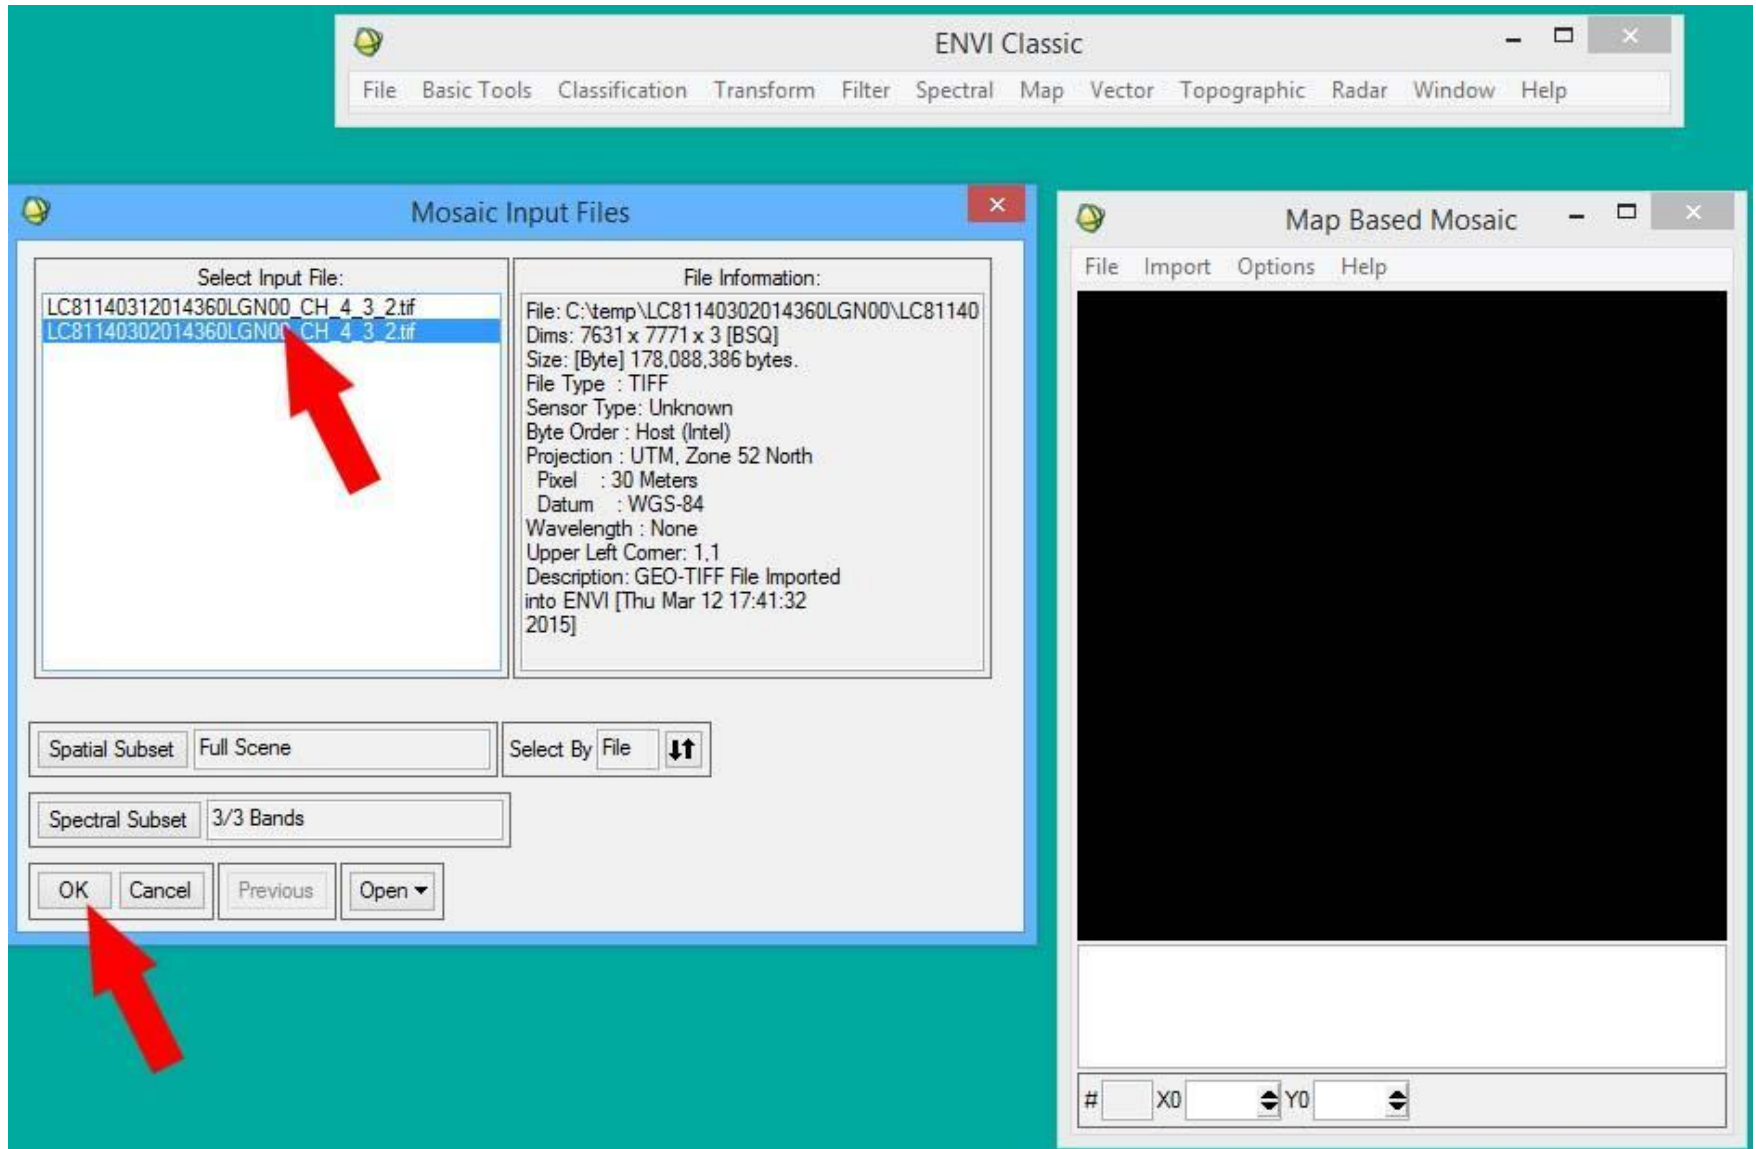 ENVI Classic
File Basic Tools Classification Transform Filter Spectral Map Vector Topographic Radar Window Help
Mosaic Input Files
Select Input File:
LC81140312014360LGN00_CH_4_3_2.tif
LC81140302014360LGN00_CH_4_3_2.tif
File Information:
File: C:\temp\LC81140302014360LGN00\LC81140
Dims: 7631 x 7771 x 3 [BSQ]
Size: [Byte] 178,088,386 bytes.
File Type : TIFF
Sensor Type: Unknown
Byte Order : Host (Intel)
Projection : UTM, Zone 52 North
Pixel : 30 Meters
Datum : WGS-84
Wavelength : None
Upper Left Corner: 1,1
Description: GEO-TIFF File Imported
into ENVI [Thu Mar 12 17:41:32
2015]
Spatial Subset Full Scene
Select By File
Spectral Subset 3/3 Bands
OK Cancel Previous Open
Map Based Mosaic
File Import Options Help
# X0 Y0